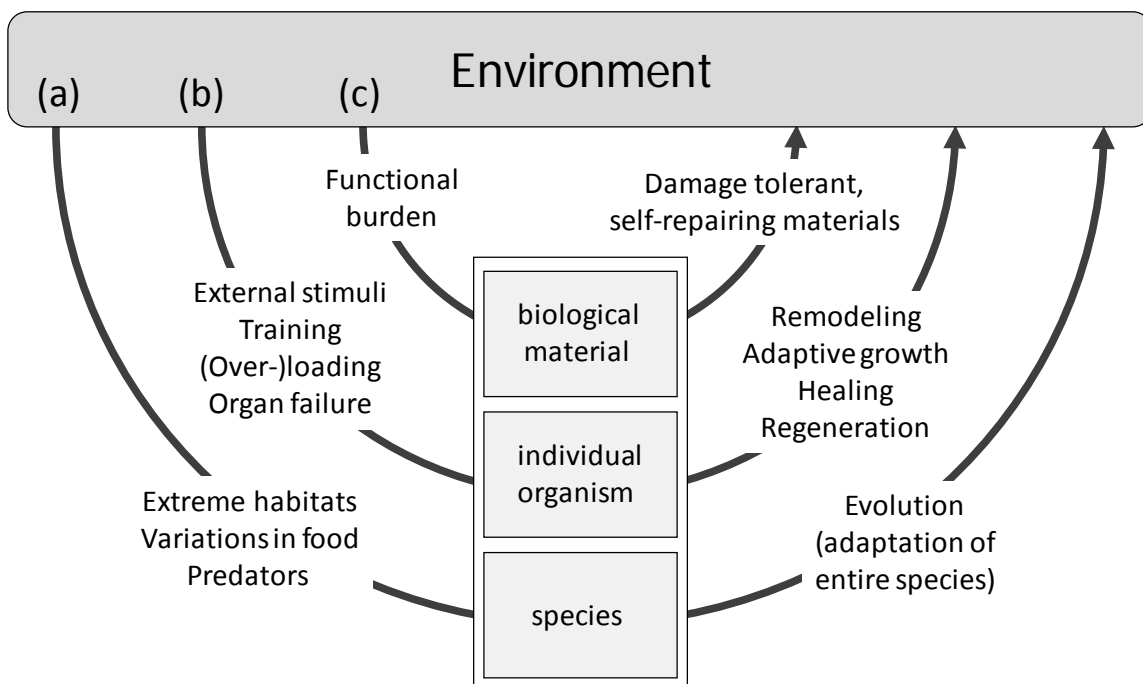 Environment
(a) (b) (c)
Functional
burden
Damage tolerant,
self-repairing materials
External stimuli
Training
(Over-)loading
Organ failure
biological
material
Remodeling
Adaptive growth
Healing
Regeneration
individual
organism
Extreme habitats
Variations in food
Predators
Evolution
(adaptation of
entire species)
species